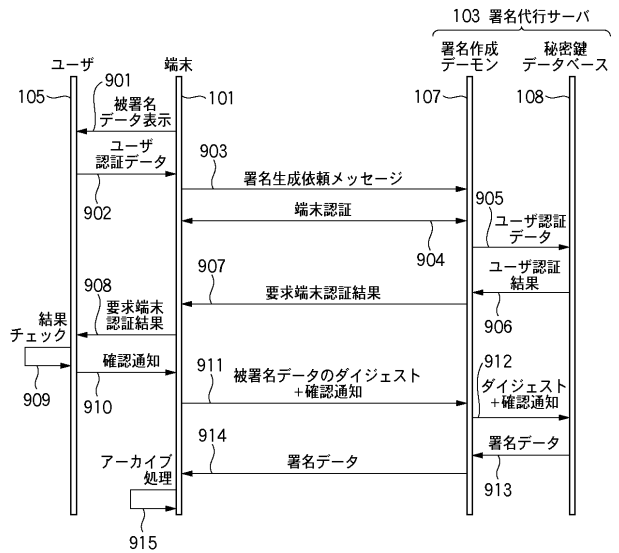 103 署名代行サーバ
ユーザ
端末
署名作成
デーモン
秘密鍵
データベース
105
901
101
107
108
被署名
データ表示
ユーザ
認証データ
902
903
署名生成依頼メッセージ
端末認証
904
905
ユーザ認証
データ
ユーザ認証
結果
906
907
要求端末認証結果
908
要求端末
認証結果
結果
チェック
909
確認通知
910
911
被署名データのダイジェスト
+確認通知
912
ダイジェスト
+確認通知
署名データ
913
914
署名データ
アーカイブ
処理
915